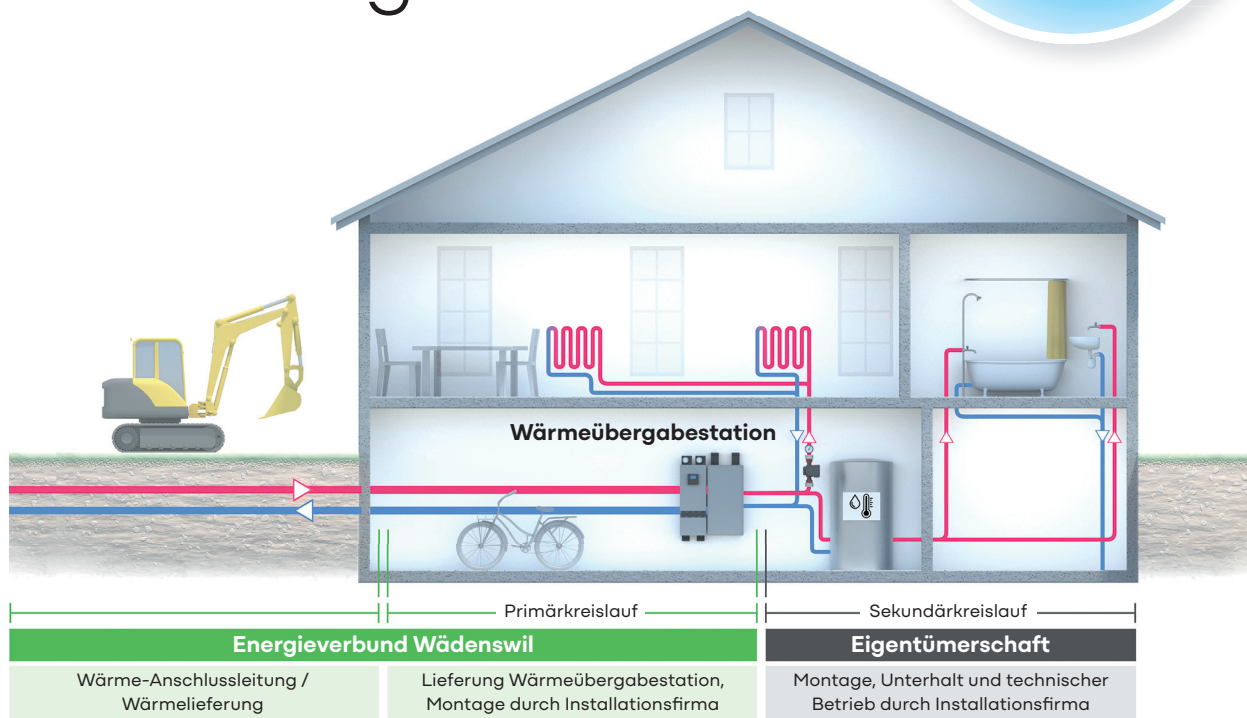 Wärmeübergabestation
Primärkreislauf
Sekundärkreislauf
Energieverbund Wädenswil
Eigentümerschaft
Wärme-Anschlussleitung /
Wärmelieferung
Lieferung Wärmeübergabestation,
Montage durch Installationsfirma
Montage, Unterhalt und technischer
Betrieb durch Installationsfirma